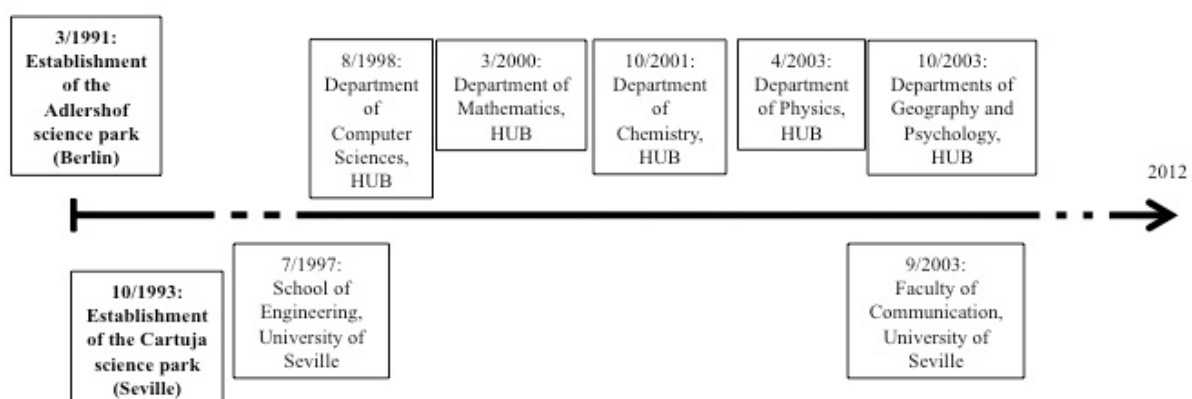 3/1991:
Establishment
of the
Adlershof
science park
(Berlin)
8/1998:
Department
of
Computer
Sciences,
HUB
3/2000:
Department of
Mathematics,
HUB
10/2001:
Department
of
Chemistry,
HUB
4/2003:
Department
of Physics,
HUB
10/2003:
Departments of
Geography and
Psychology,
HUB
2012
10/1993:
Establishment
of the Cartuja
science park
(Seville)
7/1997:
School of
Engineering,
University of
Seville
9/2003:
Faculty of
Communication,
University of
Seville